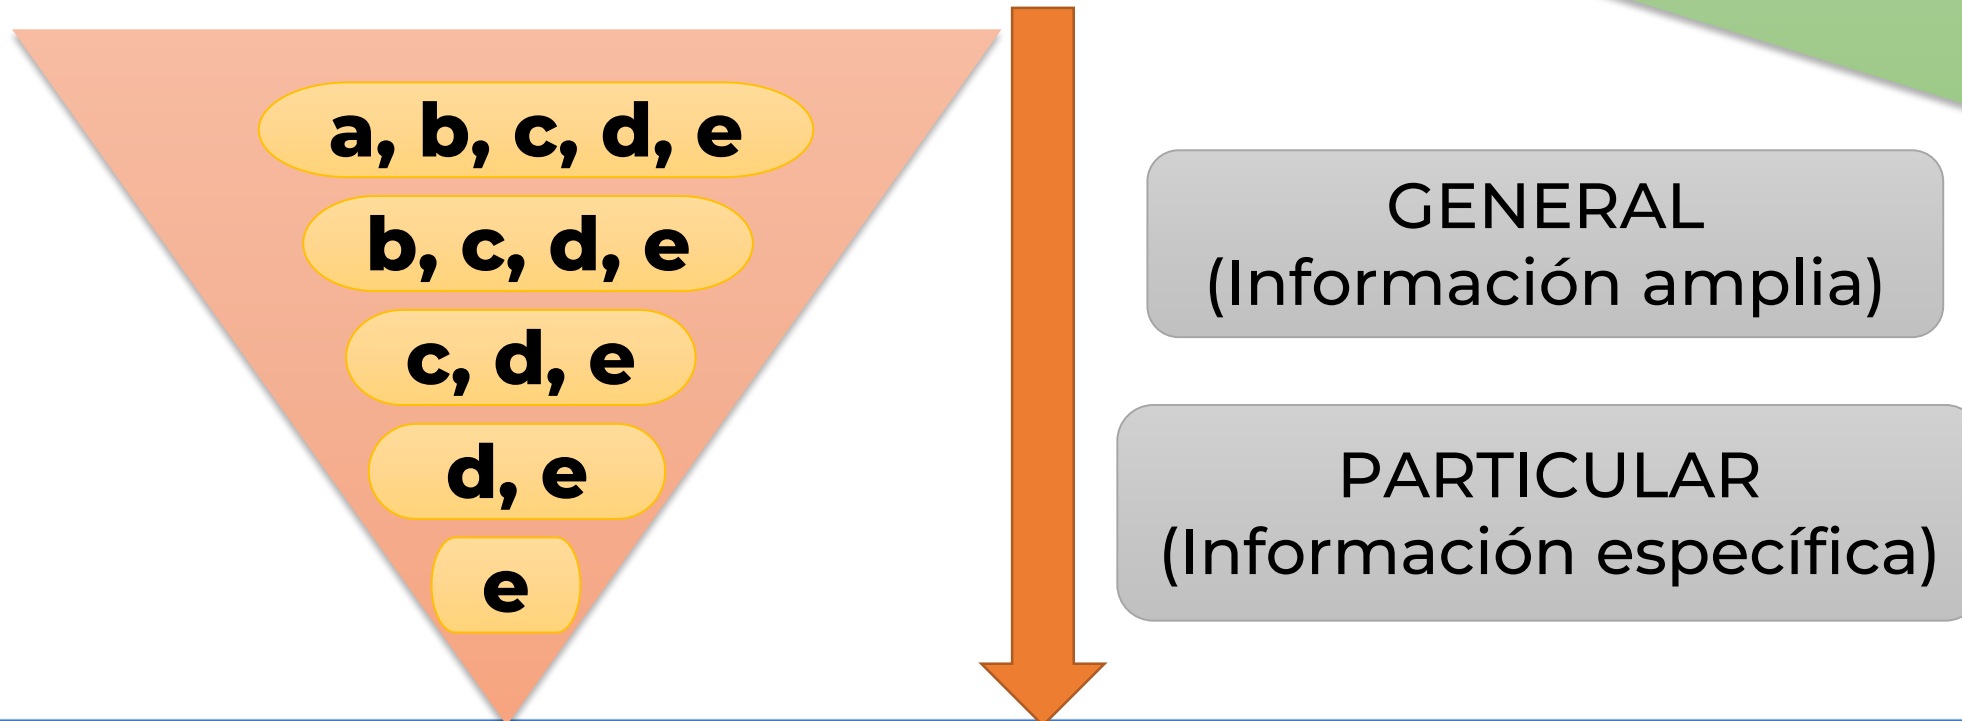 a, b, c, d, e
b, c, d, e
c, d, e
d, e
e
GENERAL
(Información amplia)
PARTICULAR
(Información específica)